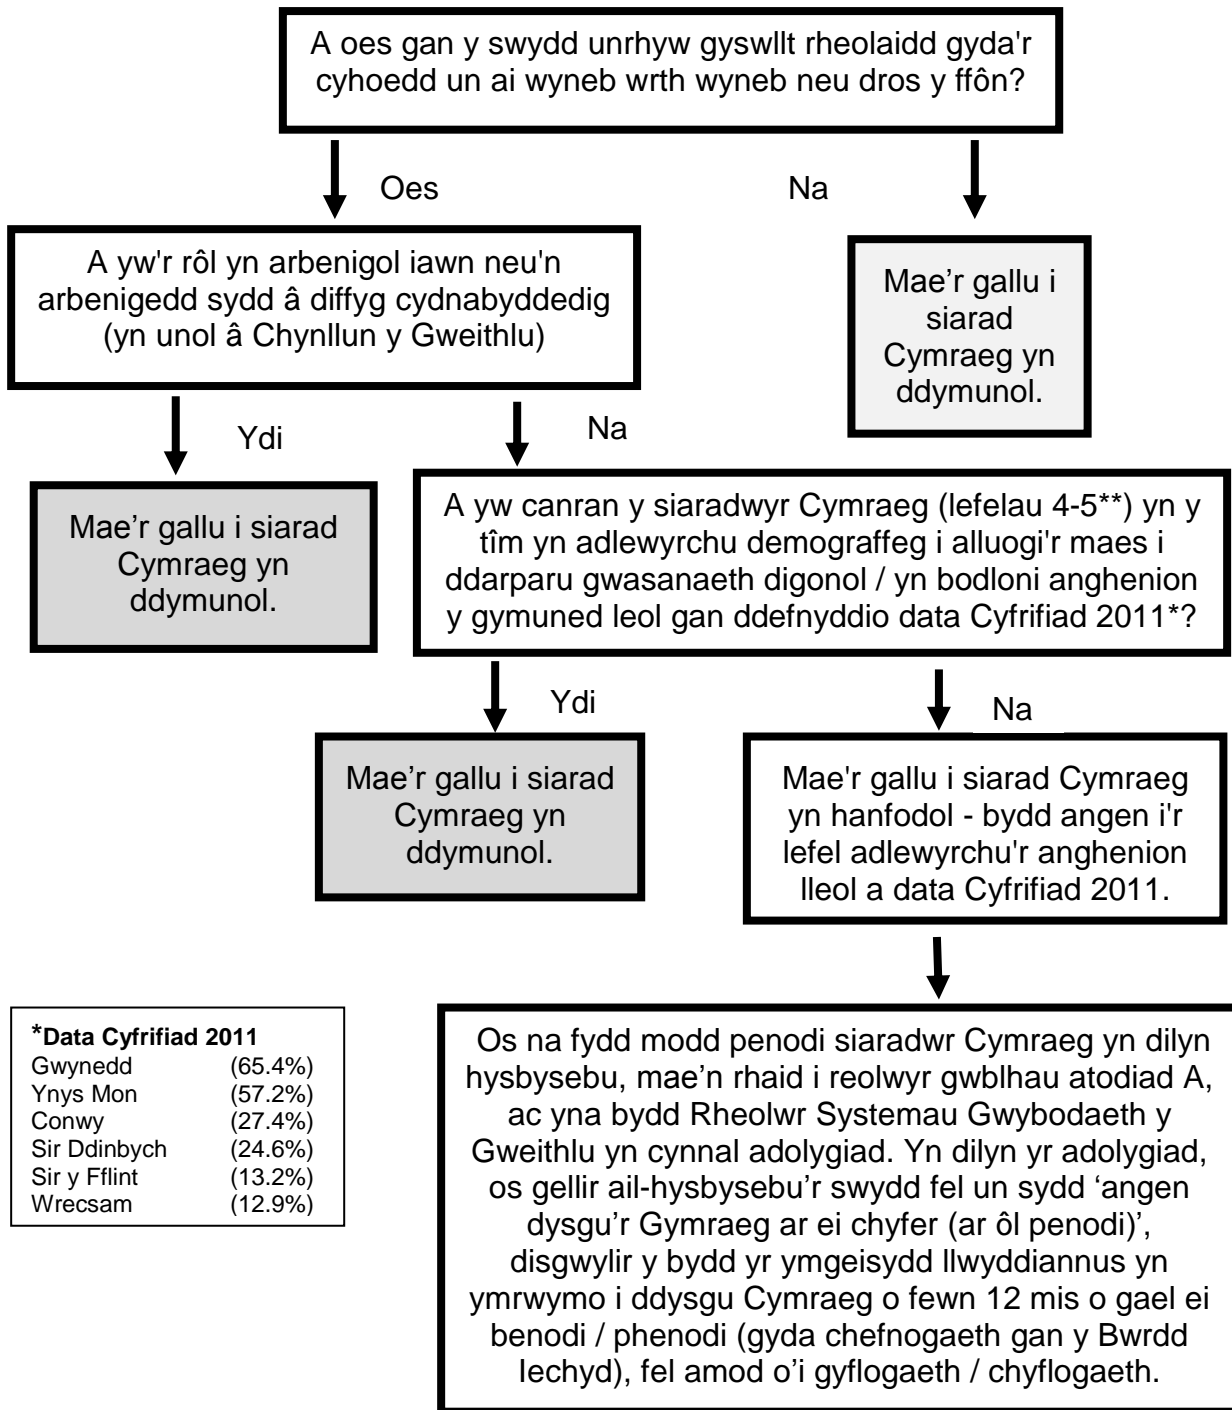 A oes gan y swydd unrhyw gyswllt rheolaidd gyda'r
cyhoedd un ai wyneb wrth wyneb neu dros y ffôn?
Oes
Na
A yw'r rôl yn arbenigol iawn neu'n
arbenigedd sydd â diffyg cydnabyddedig
(yn unol â Chynllun y Gweithlu)
Mae’r gallu i
siarad
Cymraeg yn
ddymunol.
Ydi
Na
Mae’r gallu i siarad
Cymraeg yn
ddymunol.
A yw canran y siaradwyr Cymraeg (lefelau 4-5**) yn y
tîm yn adlewyrchu demograffeg i alluogi'r maes i
ddarparu gwasanaeth digonol / yn bodloni anghenion
y gymuned leol gan ddefnyddio data Cyfrifiad 2011*?
Ydi
Na
Mae’r gallu i siarad
Cymraeg yn
ddymunol.
Mae'r gallu i siarad Cymraeg
yn hanfodol - bydd angen i'r
lefel adlewyrchu'r anghenion
lleol a data Cyfrifiad 2011.
*Data Cyfrifiad 2011
Gwynedd (65.4%)
Ynys Mon (57.2%)
Conwy (27.4%)
Sir Ddinbych (24.6%)
Sir y Fflint (13.2%)
Wrecsam (12.9%)
Os na fydd modd penodi siaradwr Cymraeg yn dilyn
hysbysebu, mae’n rhaid i reolwyr gwblhau atodiad A,
ac yna bydd Rheolwr Systemau Gwybodaeth y
Gweithlu yn cynnal adolygiad. Yn dilyn yr adolygiad,
os gellir ail-hysbysebu’r swydd fel un sydd ‘angen
dysgu’r Gymraeg ar ei chyfer (ar ôl penodi)’,
disgwylir y bydd yr ymgeisydd llwyddiannus yn
ymrwymo i ddysgu Cymraeg o fewn 12 mis o gael ei
benodi / phenodi (gyda chefnogaeth gan y Bwrdd
Iechyd), fel amod o’i gyflogaeth / chyflogaeth.